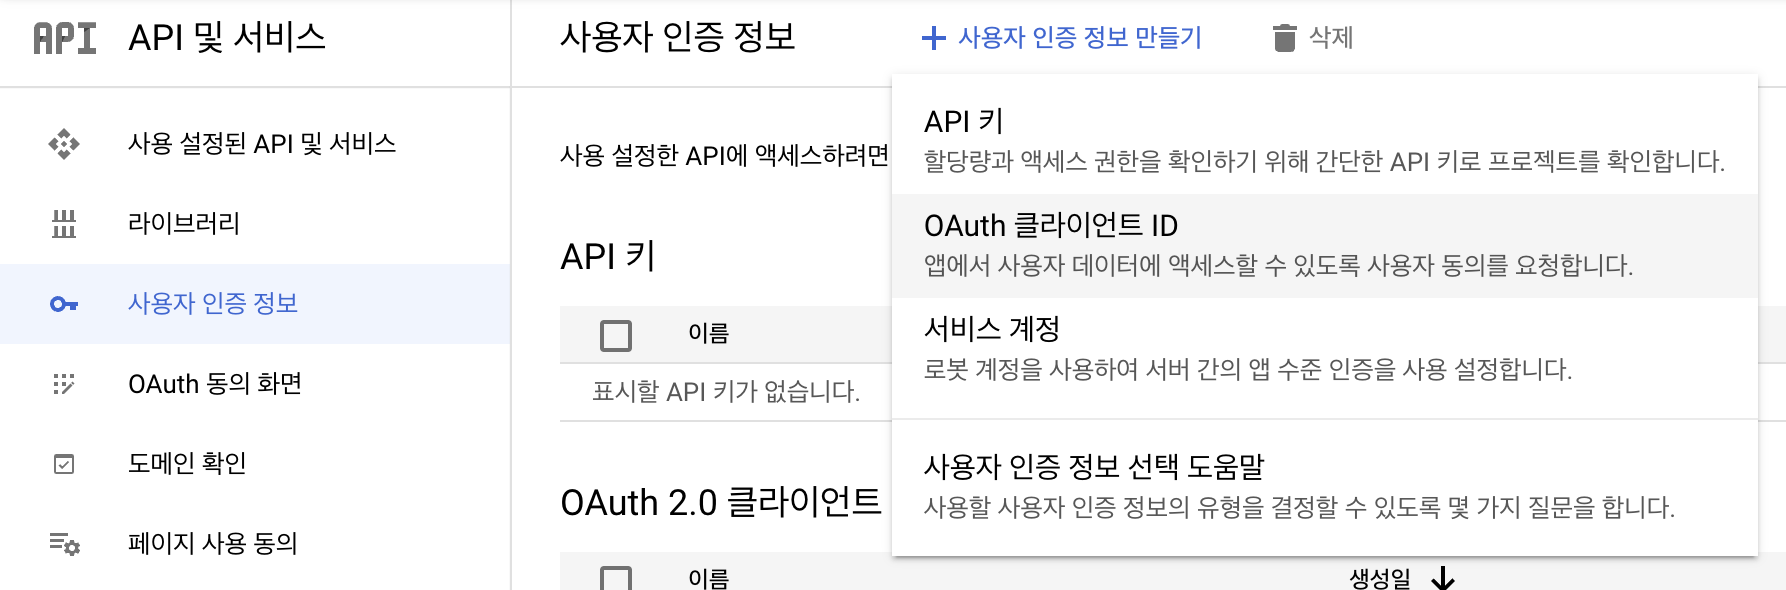 API API 및 서비스
사용 설정된 API 및 서비스
라이브러리
사용자 인증 정보
OAuth 동의 화면
도메인 확인
페이지 사용 동의
사용자 인증 정보
사용자 인증 정보 만들기
삭제
사용 설정한 API에 액세스하려면
API 키
이름
표시할 API 키가 없습니다.
OAuth 2.0 클라이언트
이름
생성일
API 키
할당량과 액세스 권한을 확인하기 위해 간단한 API 키로 프로젝트를 확인합니다.
OAuth 클라이언트 ID
앱에서 사용자 데이터에 액세스할 수 있도록 사용자 동의를 요청합니다.
서비스 계정
로봇 계정을 사용하여 서버 간의 앱 수준 인증을 사용 설정합니다.
사용자 인증 정보 선택 도움말
사용할 사용자 인증 정보의 유형을 결정할 수 있도록 몇 가지 질문을 합니다.